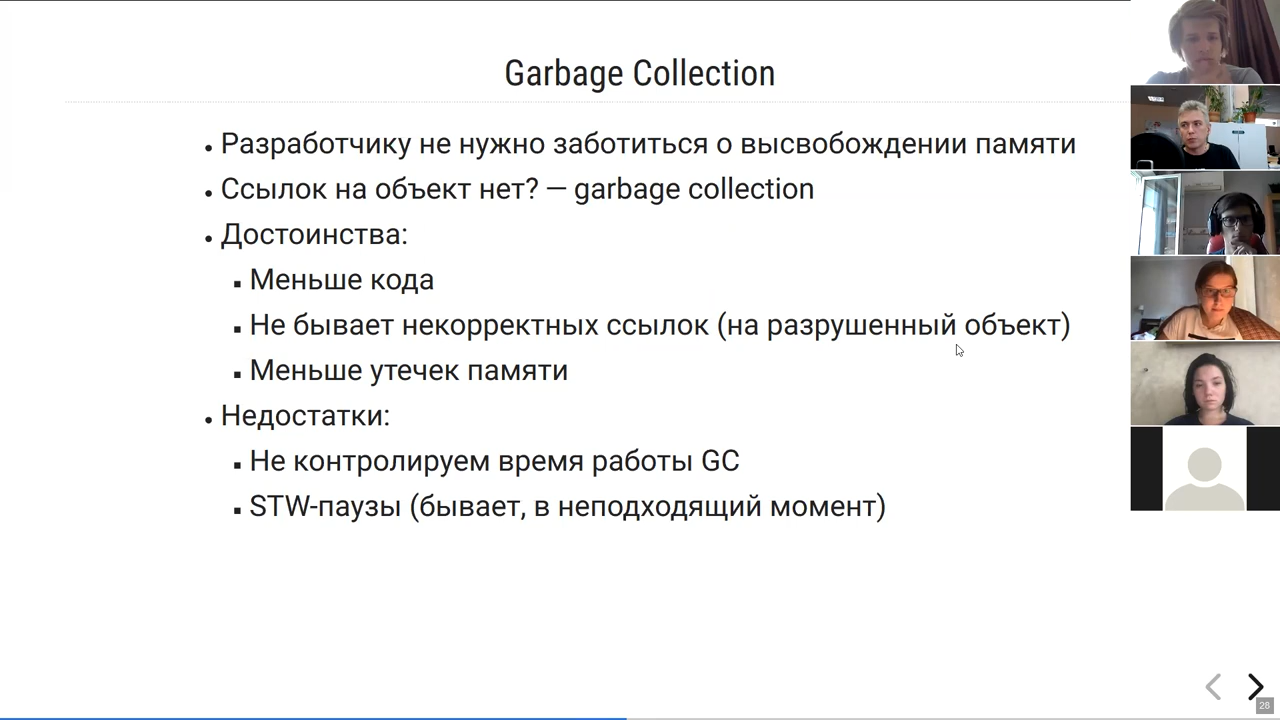 Garbage Collection
Разработчику не нужно заботиться о высвобождении памяти
Ссылок на объект нет? — garbage collection
Достоинства:
Меньше кода
Не бывает некорректных ссылок (на разрушенный объект)
Меньше утечек памяти
Недостатки:
Не контролируем время работы GC
STW-паузы (бывает, в неподходящий момент)
28